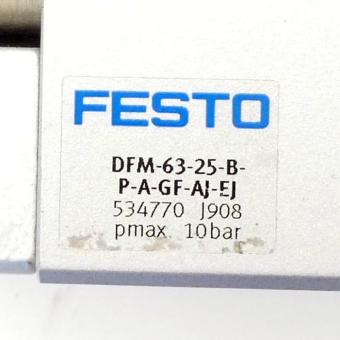 FESTO
DFM-63-25-B-
P-A-GF-AJ-EJ
534770 J908
pmax. 10bar